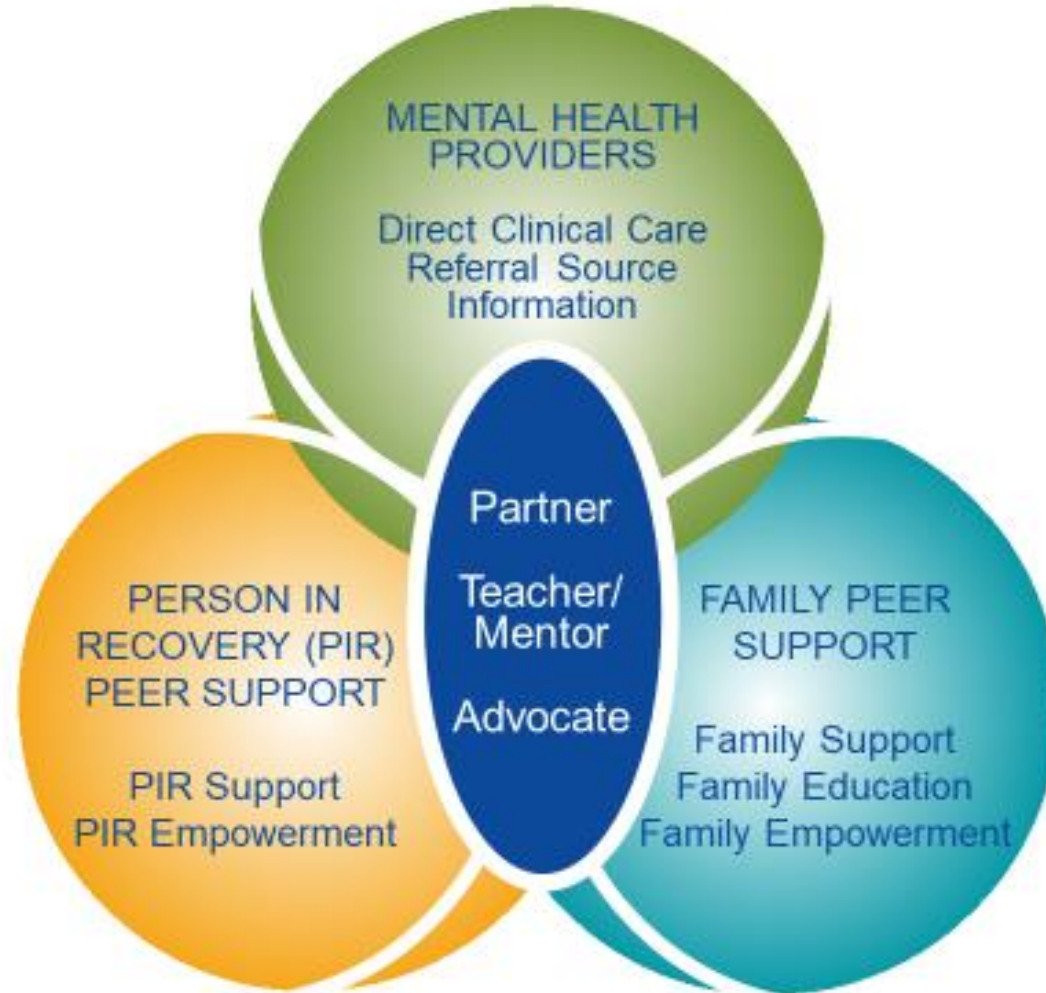 MENTAL HEALTH
PROVIDERS
Direct Clinical Care
Referral Source
Information
Partner
Teacher/
Mentor
Advocate
PERSON IN
RECOVERY (PIR)
PEER SUPPORT
PIR Support
PIR Empowerment
FAMILY PEER
SUPPORT
Family Support
Family Education
Family Empowerment